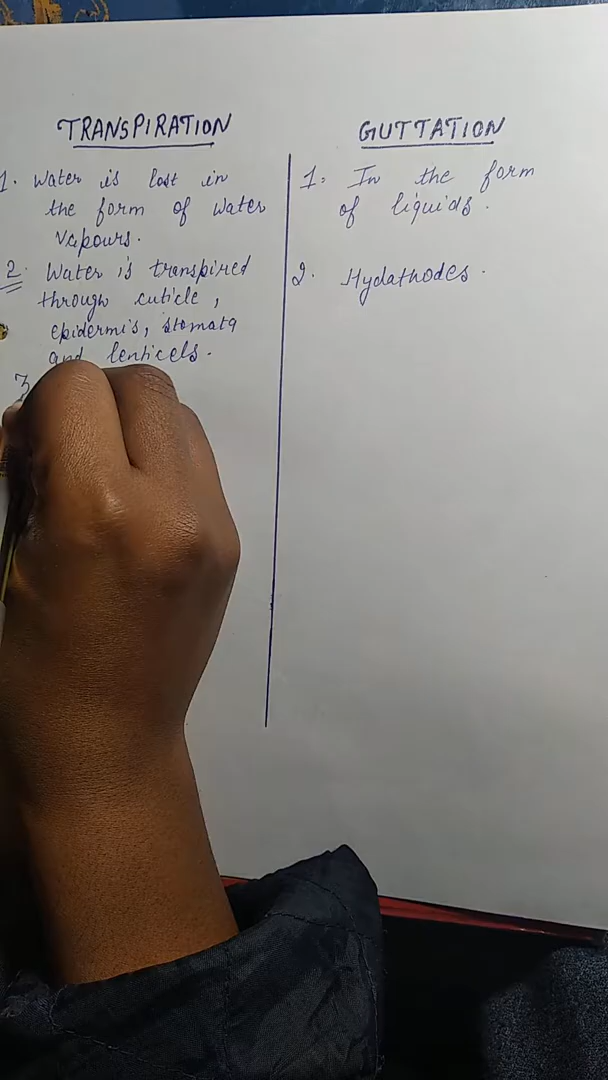 TRANSPIRATION
1. Water is lost in
the form of water
vapours.
2. Water is transpired
through cuticle,
epidermis, stomata
and lenticels.
3
GUTTATION
1. In the form
of liquids.
2. Hydathodes.